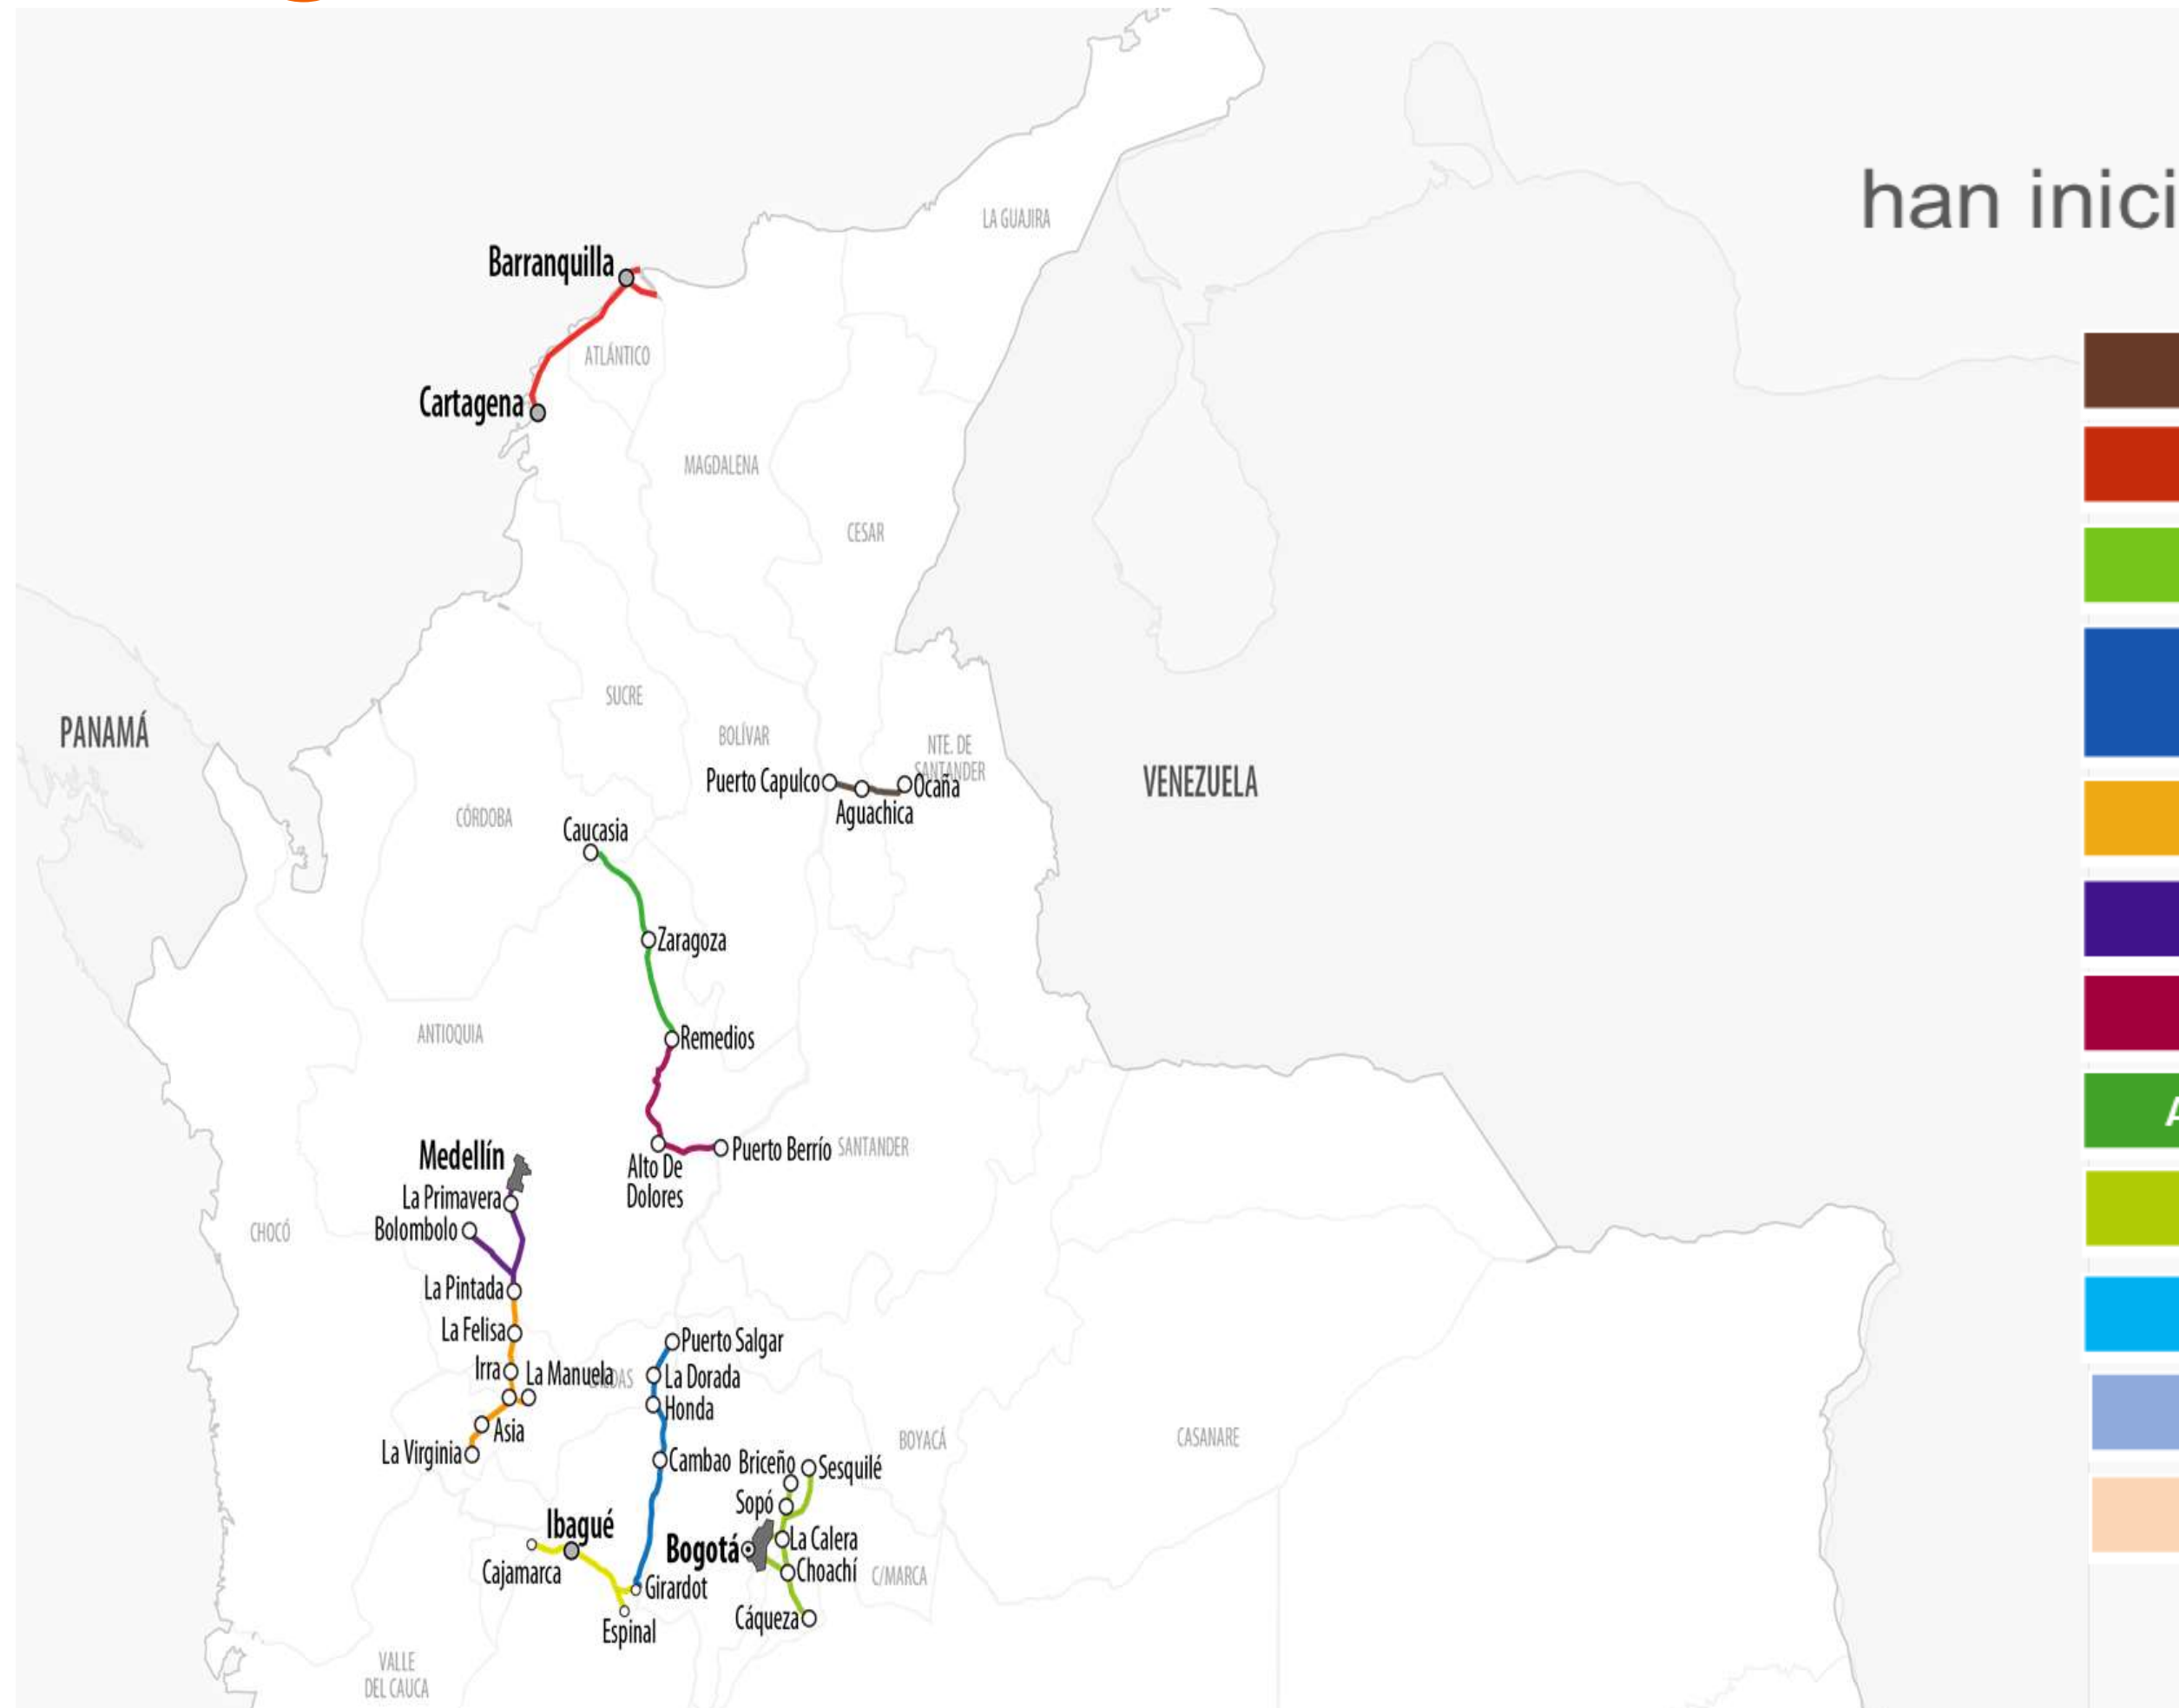 han inici
LA GUAJIRA
Barranquilla
ATLÁNTICO
Cartagena
MAGDALENA
CESAR
SUCRE
PANAMÁ
BOLÍVAR
NTE. DE
SANTANDER
VENEZUELA
Puerto Capulco
Ocaña
Aguachica
CÓRDOBA
Caucasia
Zaragoza
ANTIOQUIA
Remedios
A
Medellín
Puerto Berrío
SANTANDER
Alto De
Dolores
La Primavera
Bolombolo
CHOCÓ
La Pintada
La Felisa
Puerto Salgar
Irra
La Manuela
La Dorada
Honda
Asia
La Virginia
BOYACÁ
CASANARE
Cambao
Briceño
Sesquilé
Sopó
Ibagué
Bogotá
La Calera
Cajamarca
Choachí
C/MARCA
Girardot
Espinal
Cáqueza
VALLE
DEL CAUCA